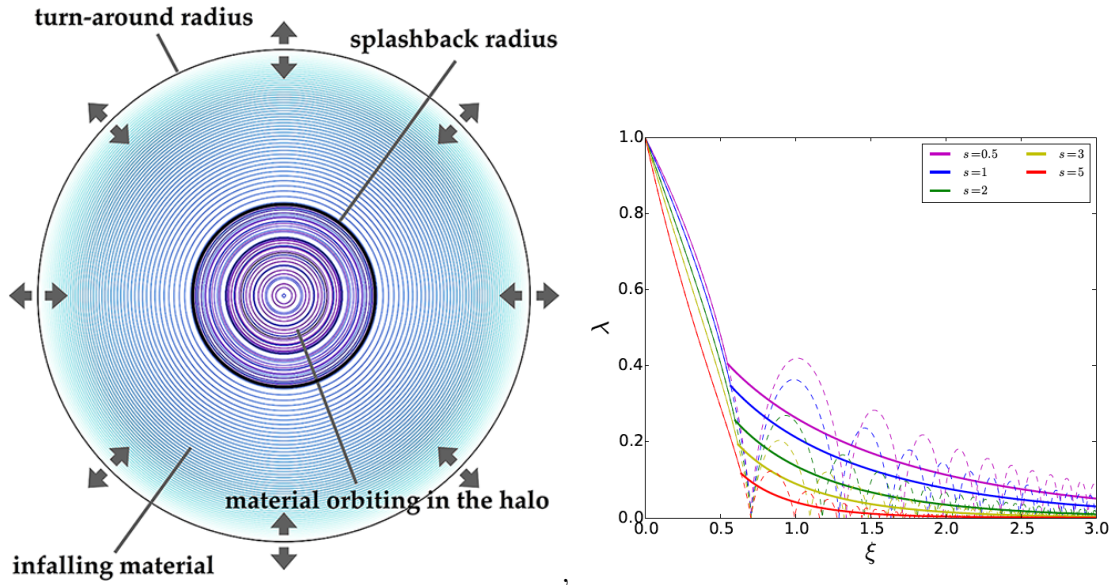 turn-around radius
splashback radius
material orbiting in the halo
infalling material
,
1.0
0.8
0.6
0.4
0.2
0.0
λ
0.0 0.5 1.0 1.5 2.0 2.5 3.0
ξ
s=0.5 s=3
s=1 s=5
s=2